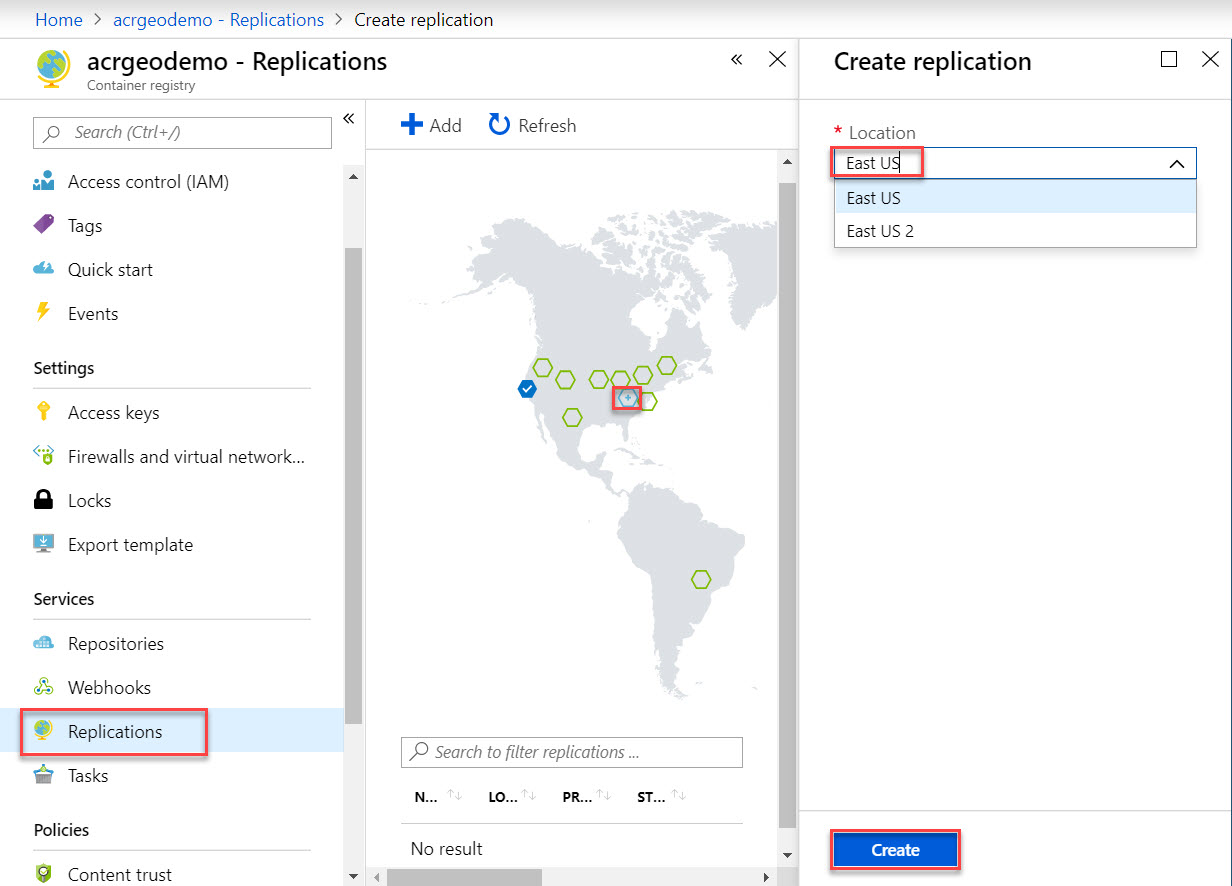 Home > acrgeodemo - Replications > Create replication
acrgeodemo - Replications
Container registry
«
Search (Ctrl+/)
«
Access control (IAM)
Tags
Quick start
Events
Settings
Access keys
Firewalls and virtual network...
Locks
Export template
Services
Repositories
Webhooks
Replications
Tasks
Policies
Content trust
Add
Refresh
Search to filter replications ...
N... ↑↓ LO... ↑↓ PR... ↑↓ ST... ↑↓
No result
Create replication
* Location
East US
East US
East US 2
Create